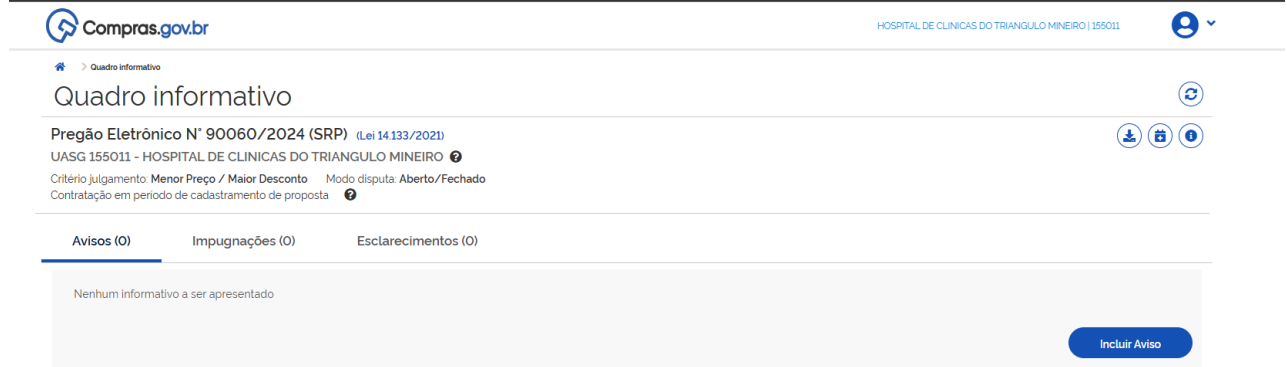 Compras.gov.br
HOSPITAL DE CLINICAS DO TRIANGULO MINEIRO | 155011
Quadro informativo
Quadro informativo
Pregão Eletrônico N° 90060/2024 (SRP) (Lei 14.133/2021)
UASG 155011 - HOSPITAL DE CLINICAS DO TRIANGULO MINEIRO
Critério julgamento: Menor Preço / Maior Desconto Modo disputa: Aberto/Fechado
Contratação em período de cadastramento de proposta
Avisos (0) Impugnações (0) Esclarecimentos (0)
Nenhum informativo a ser apresentado
Incluir Aviso